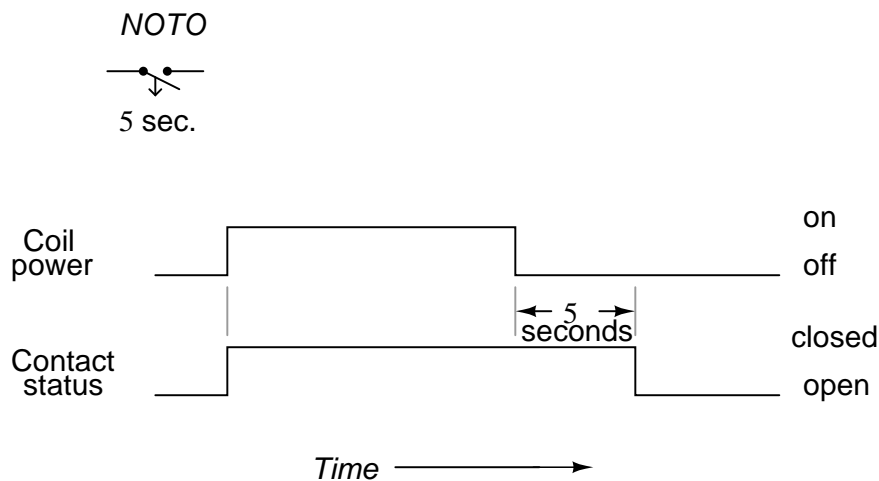 NOTO
5 sec.
Coil
power
on
off
5
seconds
Contact
status
closed
open
Time